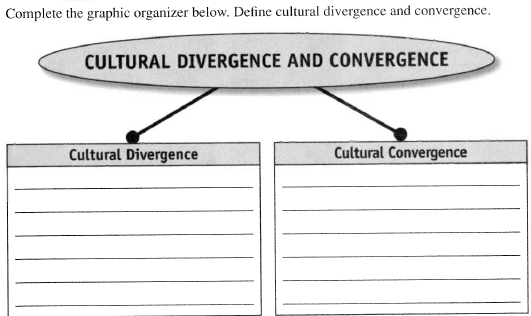 Complete the graphic organizer below. Define cultural divergence and convergence.
CULTURAL DIVERGENCE AND CONVERGENCE
Cultural Divergence
Cultural Convergence